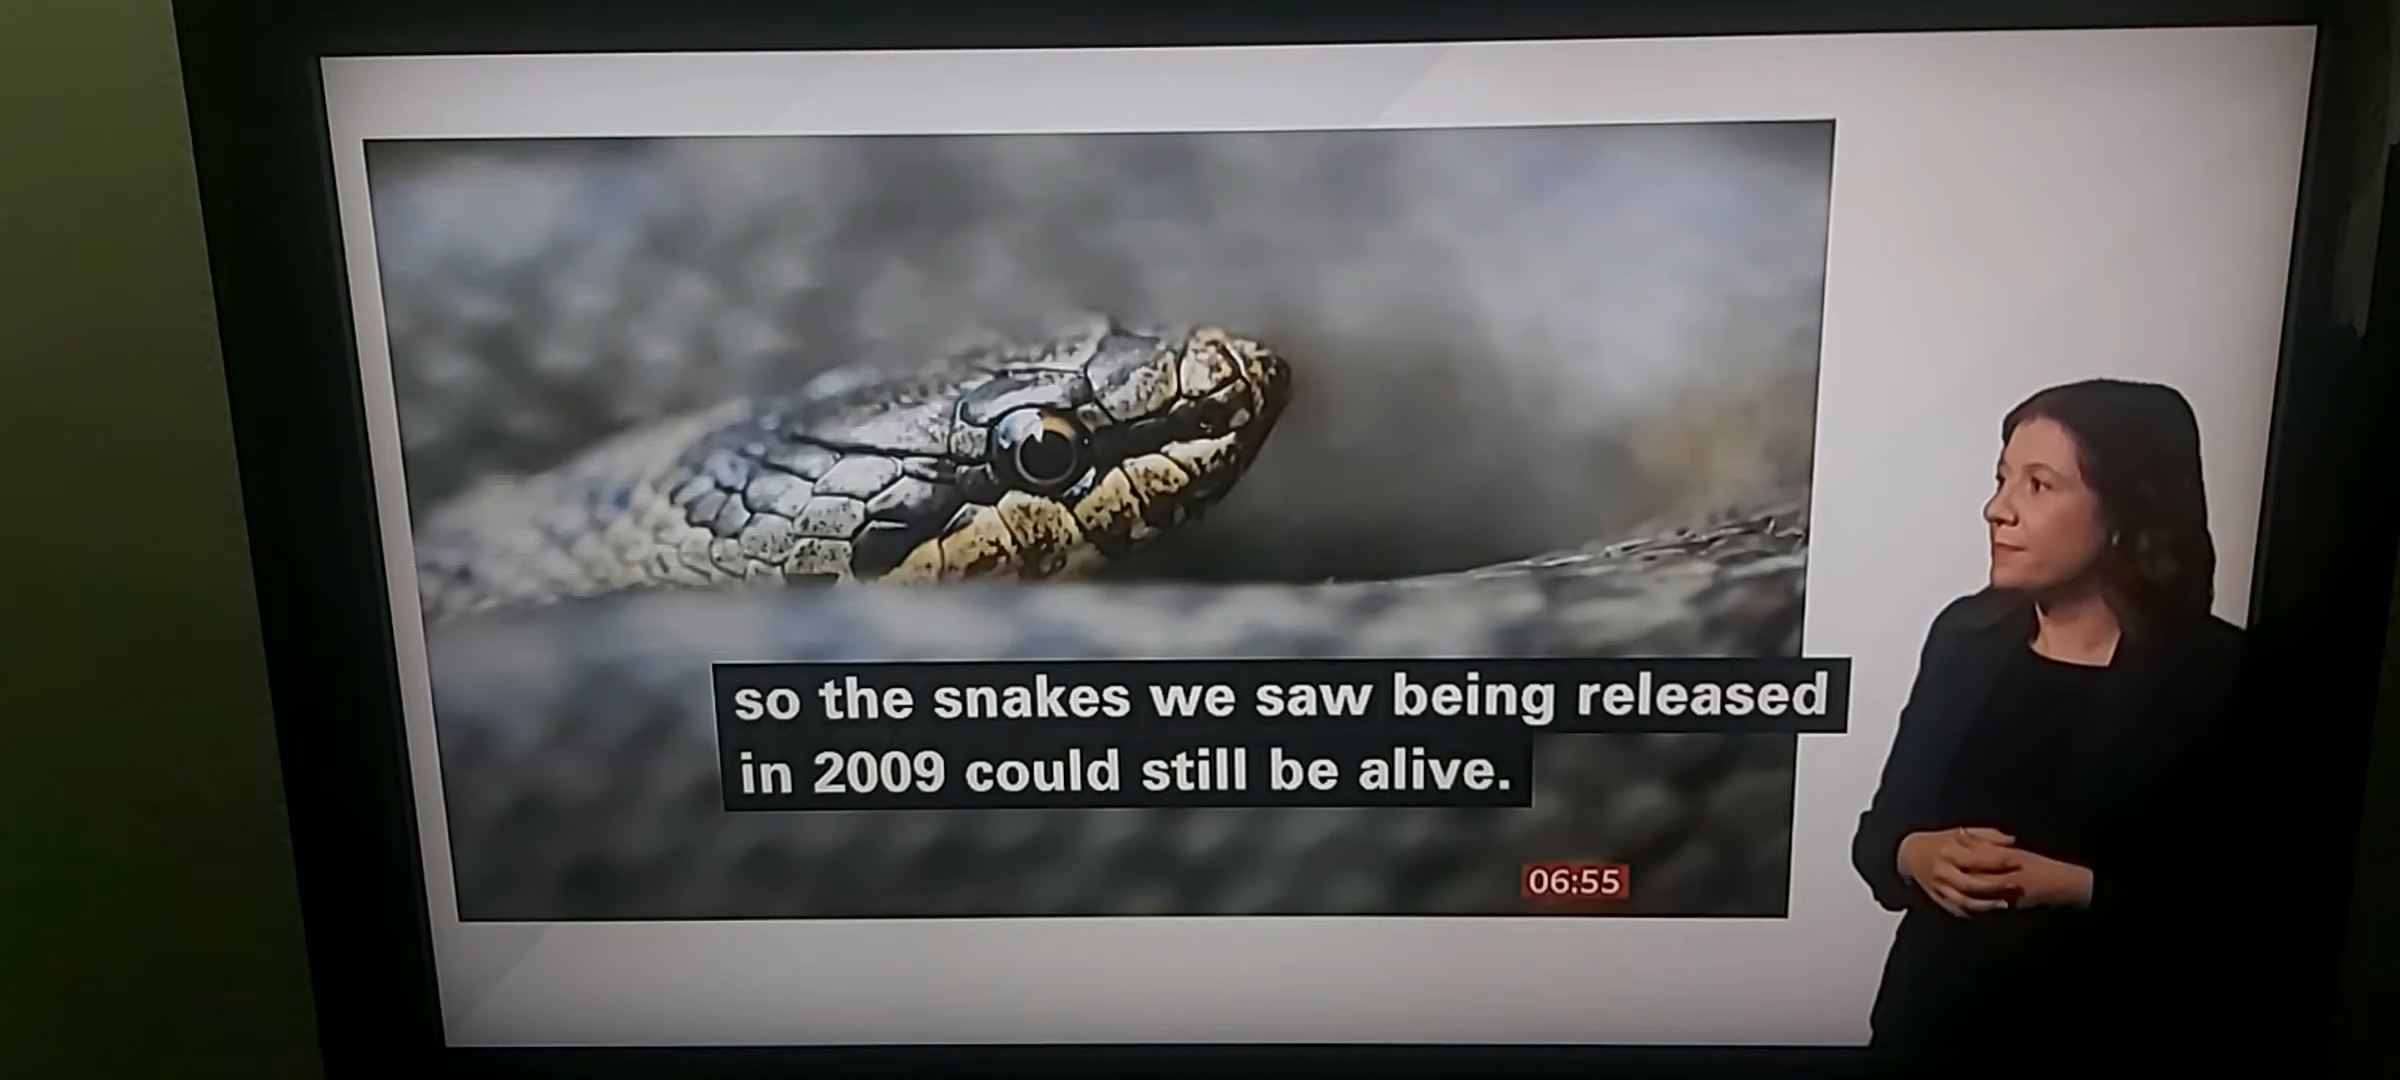 so the snakes we saw being released
in 2009 could still be alive.
06:55